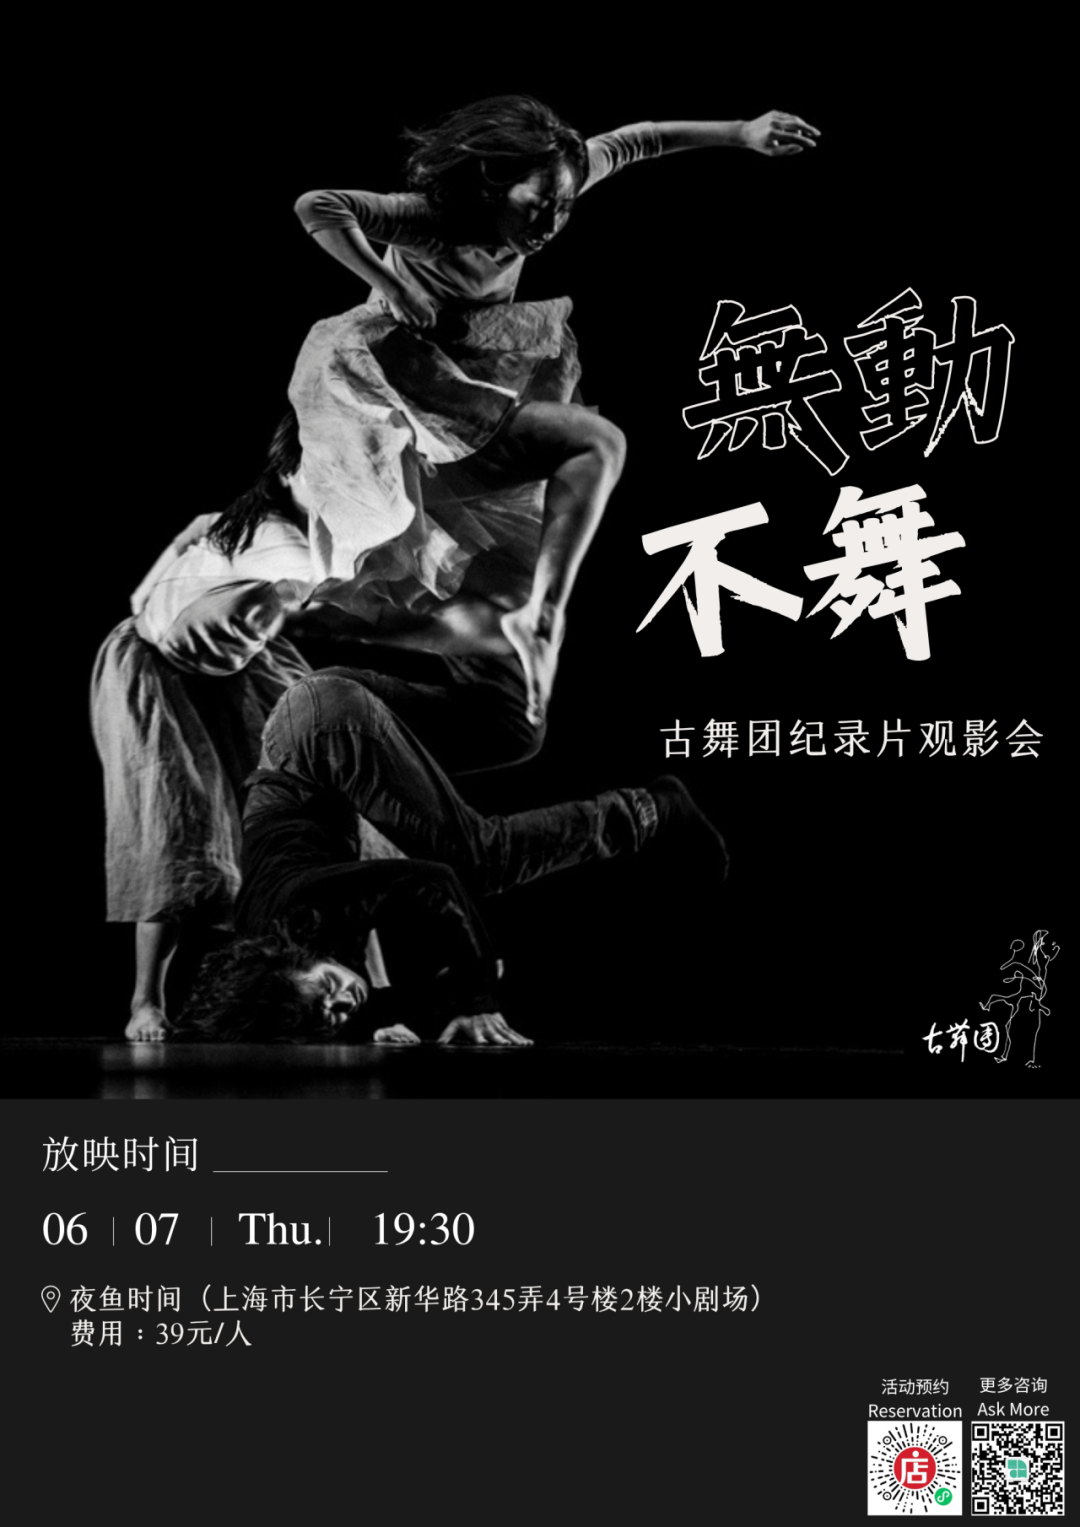 無動
不舞
古舞团纪录片观影会
古舞團
放映时间
06 | 07 | Thu. | 19:30
夜鱼时间（上海市长宁区新华路345弄4号楼2楼小剧场）
费用：39元/人
活动预约
Reservation
更多咨询
Ask More
店